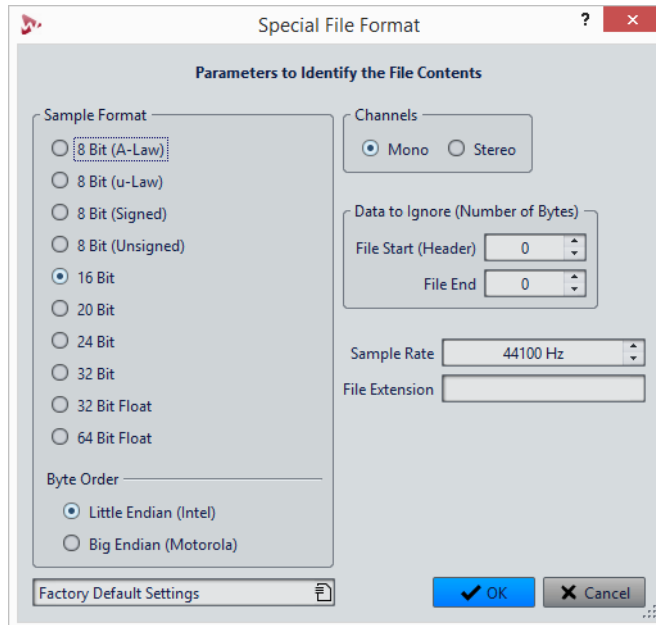 Special File Format
?
Parameters to Identify the File Contents
Sample Format
8 Bit (A-Law)
8 Bit (u-Law)
8 Bit (Signed)
8 Bit (Unsigned)
16 Bit
20 Bit
24 Bit
32 Bit
32 Bit Float
64 Bit Float
Byte Order
Little Endian (Intel)
Big Endian (Motorola)
Channels
Mono Stereo
Data to Ignore (Number of Bytes)
File Start (Header) 0
File End 0
Sample Rate 44100 Hz
File Extension
Factory Default Settings
OK Cancel